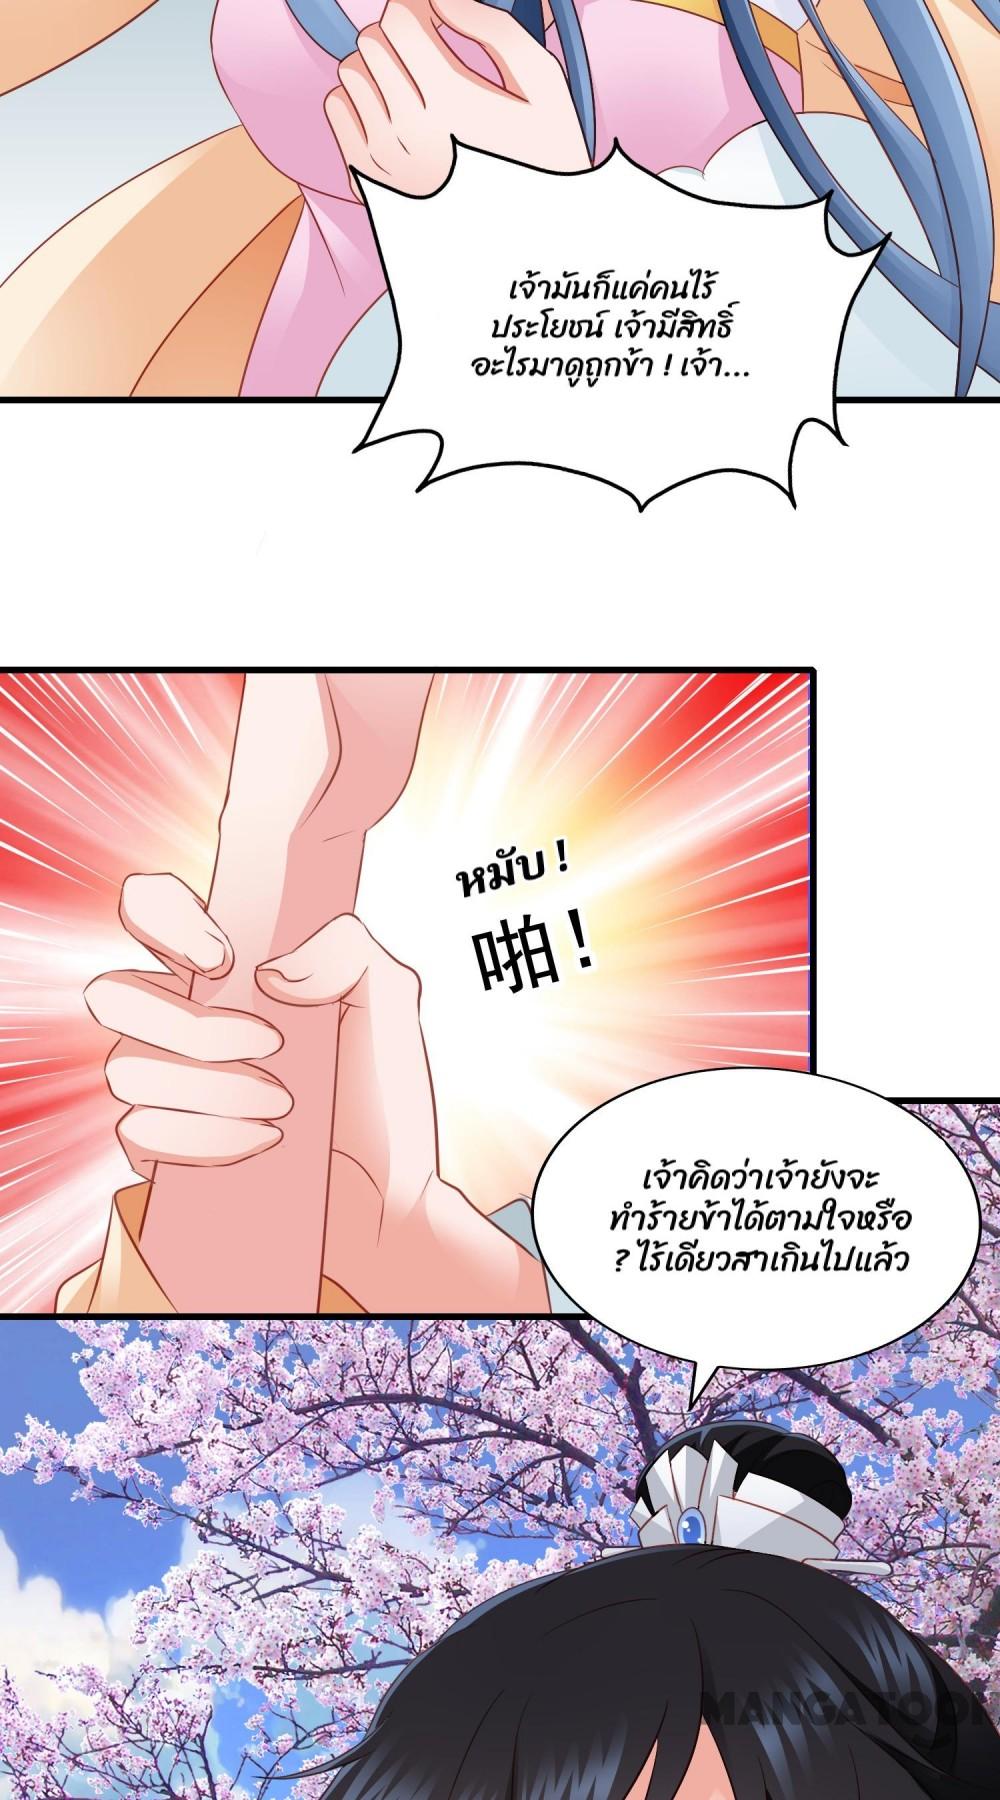 เจ้ามันก็แค่คนไร้
ประโยชน์ เจ้ามีสิทธิ์
อะไรมาดูถูกข้า ! เจ้า...
หมับ !
啪！
เจ้าคิดว่าเจ้ายังจะ
ทำร้ายข้าได้ตามใจหรือ
? ไร้เดียวสาเกินไปแล้ว
MANGATOON